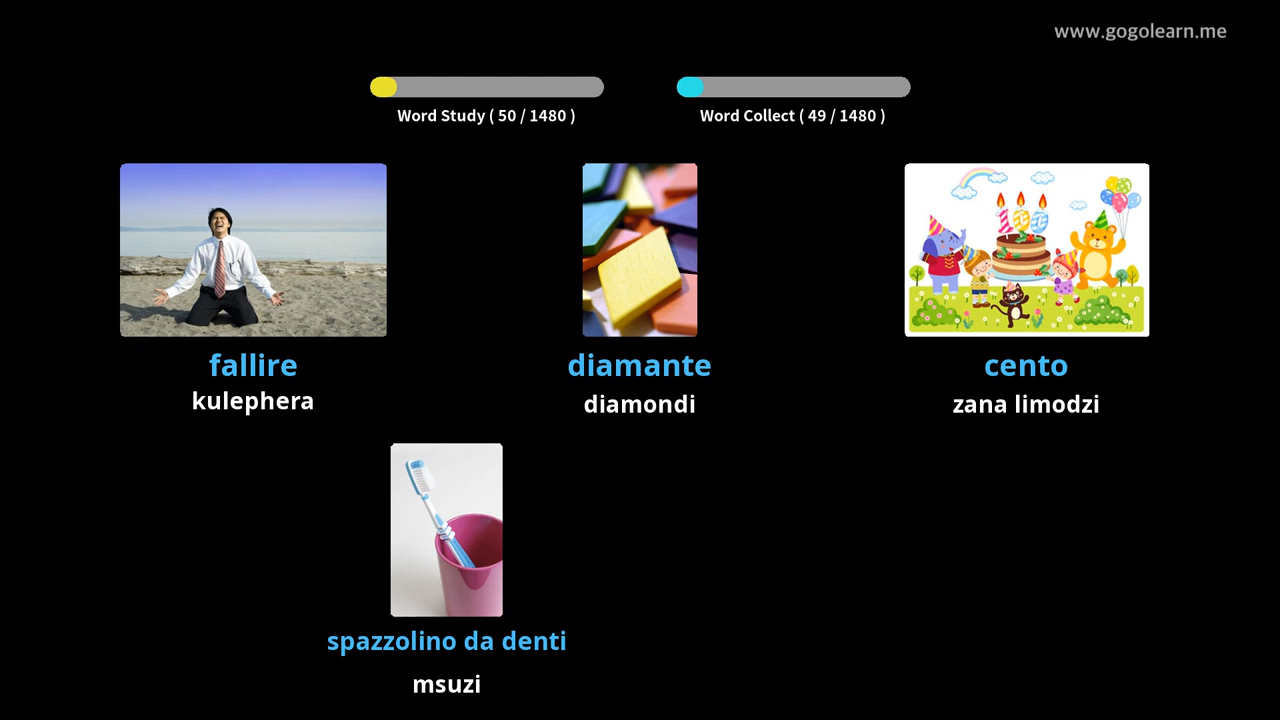 www.gogolearn.me
Word Study ( 50 / 1480 )
Word Collect ( 49 / 1480 )
100
fallire
diamante
cento
kulephera
diamondi
zana limodzi
spazzolino da denti
msuzi